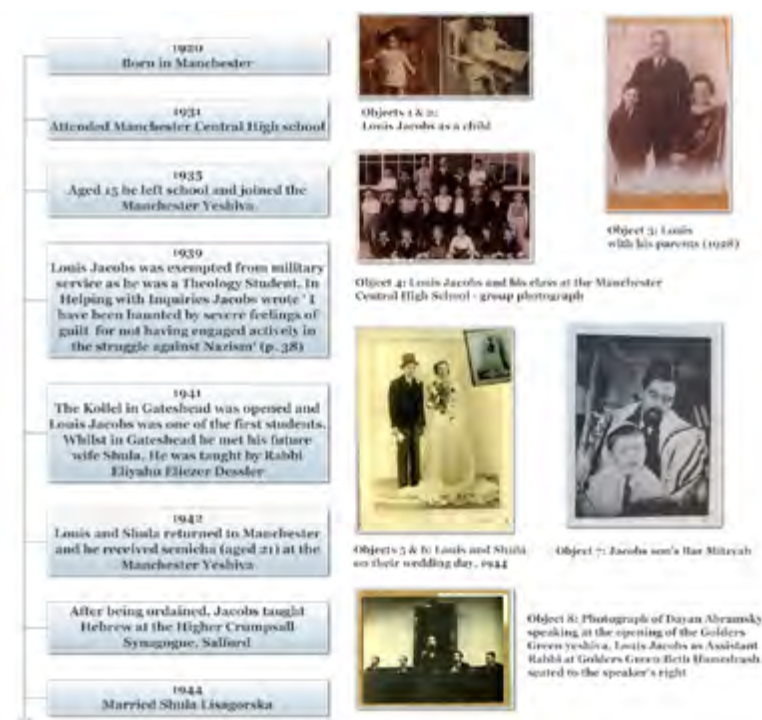 1920
Born in Manchester
1931
Attended Manchester Central High school
1935
Aged 15 he left school and joined the
Manchester Yeshiva
1939
Louis Jacobs was exempted from military
service as he was a Theology Student. In
Helping with Inquiries Jacobs wrote ' I
have been haunted by severe feelings of
guilt for not having engaged actively in
the struggle against Nazism' (p. 38)
1941
The Kollel in Gateshead was opened and
Louis Jacobs was one of the first students.
Whilst in Gateshead he met his future
wife Shula. He was taught by Rabbi
Eliyahu Eliezer Dessler
1942
Louis and Shula returned to Manchester
and he received semicha (aged 21) at the
Manchester Yeshiva
After being ordained, Jacobs taught
Hebrew at the Higher Crumpsall
Synagogue, Salford
1944
Married Shula Lisagorska
Objects 1 & 2:
Louis Jacobs as a child
Object 3: Louis
with his parents (1928)
Object 4: Louis Jacobs and his class at the Manchester
Central High School - group photograph
Objects 5 & 6: Louis and Shula
on their wedding day, 1944
Object 7: Jacobs son's Bar Mitzvah
Object 8: Photograph of Dayan Abramsky
speaking at the opening of the Golders
Green yeshiva. Louis Jacobs as Assistant
Rabbi at Golders Green Beth Hamedrash
seated to the speaker's right